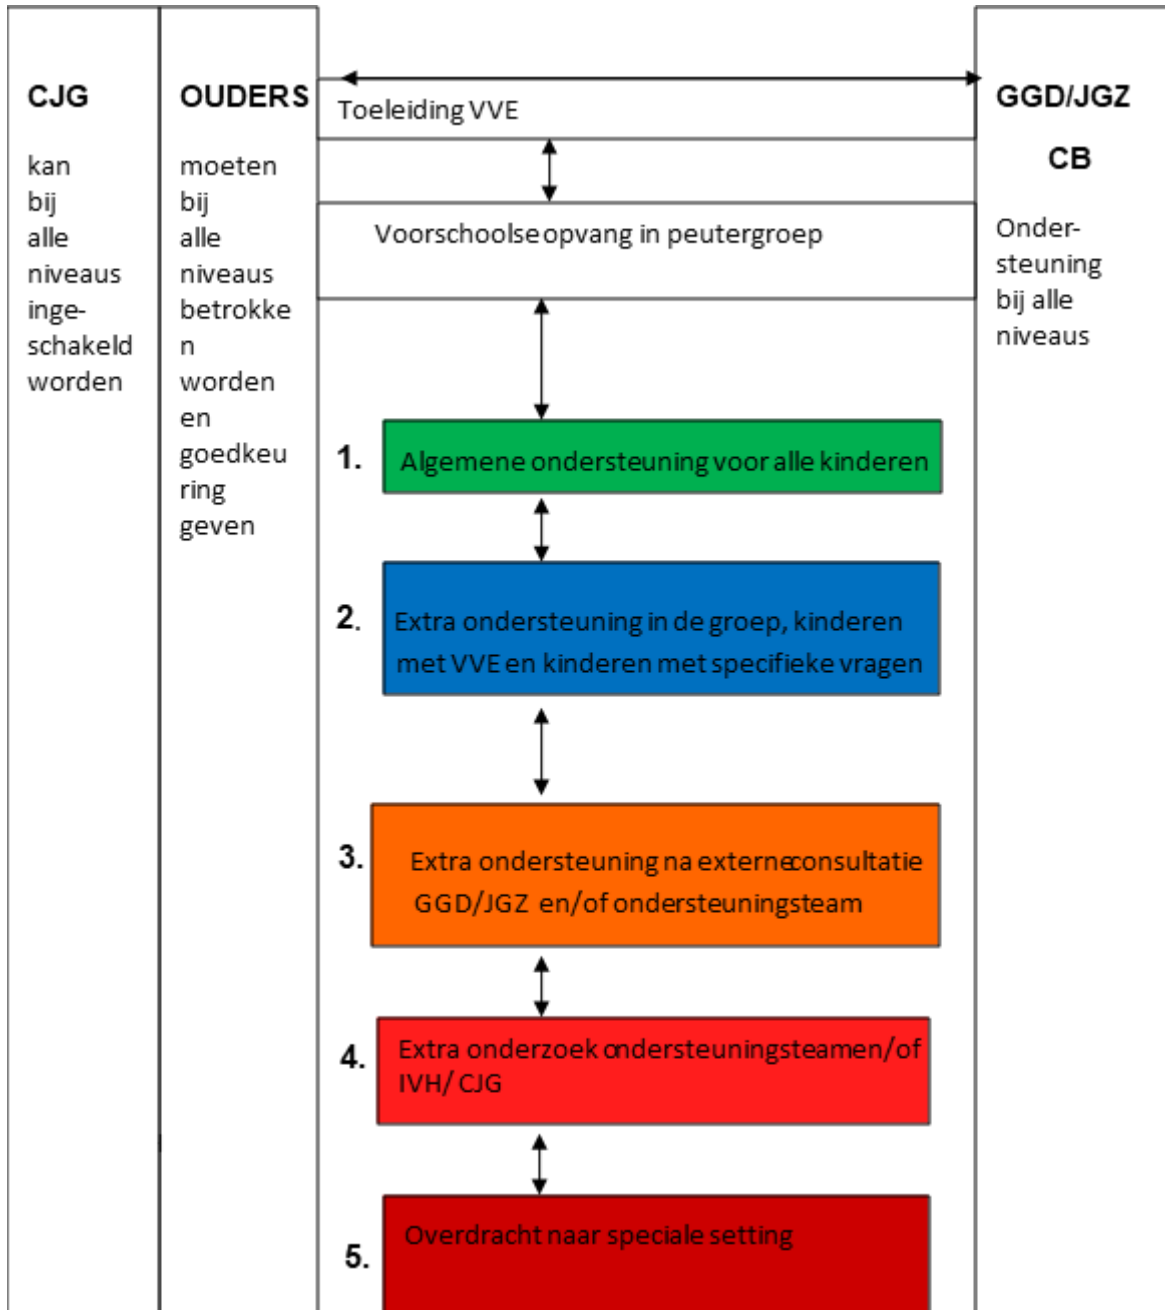 CJG
kan
bij
alle
niveaus
inge-
schakeld
worden
OUDERS
moeten
bij
alle
niveaus
betrokke
n
worden
en
goedkeu
ring
geven
Toeleiding VVE
Voorschoolse opvang in peutergroep
1.
Algemene ondersteuning voor alle kinderen
2.
Extra ondersteuning in de groep, kinderen
met VVE en kinderen met specifieke vragen
3.
Extra ondersteuning na externe consultatie
GGD/JGZ en/of ondersteuningsteam
4.
Extra onderzoek ondersteuningsteam en/of
IVH/ CJG
5.
Overdracht naar speciale setting
GGD/JGZ
CB
Onder-
steuning
bij alle
niveaus